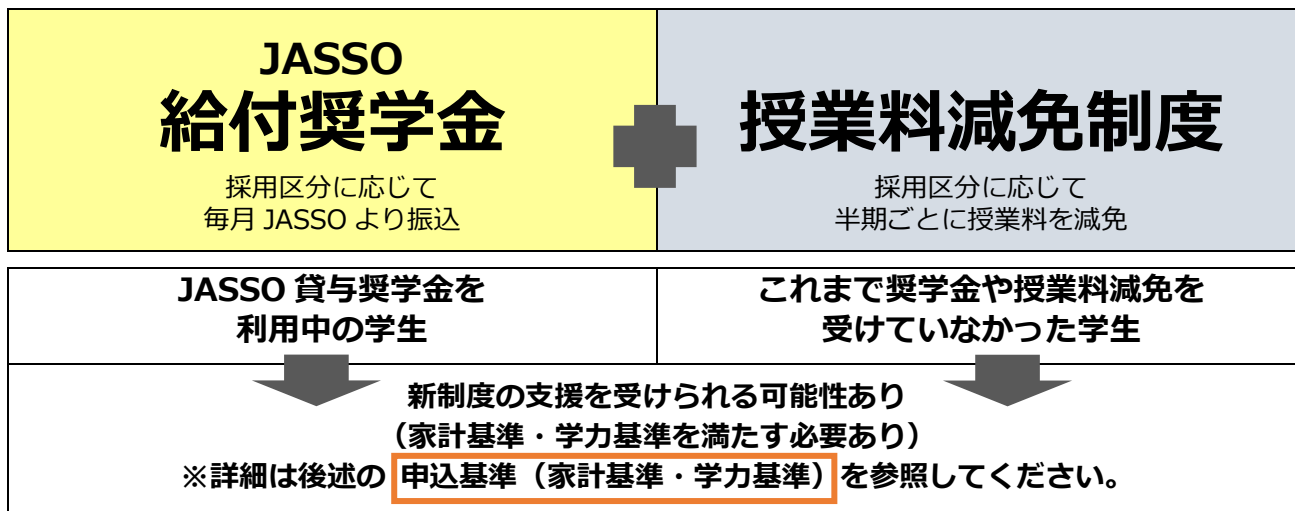 JASSO
給付奨学金
採用区分に応じて
毎月 JASSO より振込
授業料減免制度
採用区分に応じて
半期ごとに授業料を減免
JASSO 貸与奨学金を
利用中の学生
これまで奨学金や授業料減免を
受けていなかった学生
新制度の支援を受けられる可能性あり
（家計基準・学力基準を満たす必要あり）
※詳細は後述の 申込基準（家計基準・学力基準）を参照してください。